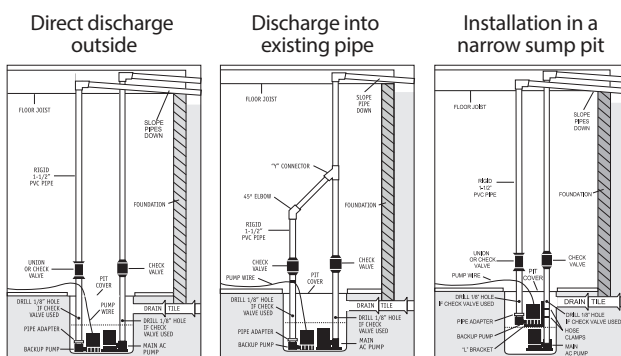 Direct discharge
outside
FLOOR JOIST
SLOPE
PIPES
DOWN
RIGID
1-1/2"
PVC PIPE
FOUNDATION
UNION
OR CHECK
VALVE
PIT
COVER
CHECK
VALVE
DRILL 1/8" HOLE
IF CHECK
VALVE USED
PUMP
WIRE
DRAIN TILE
DRILL 1/8" HOLE
IF CHECK
VALVE USED
PIPE ADAPTER
BACKUP PUMP
MAIN AC
PUMP
Discharge into
existing pipe
FLOOR JOIST
SLOPE
PIPE
DOWN
"Y" CONNECTOR
45° ELBOW
FOUNDATION
RIGID
1-1/2"
PVC PIPE
CHECK
VALVE
CHECK
VALVE
PUMP WIRE
PIT
COVER
DRAIN TILE
DRILL 1/8" HOLE
IF CHECK
VALVE USED
DRILL 1/8" HOLE
IF CHECK
VALVE USED
PIPE ADAPTER
BACKUP PUMP
MAIN AC
PUMP
Installation in a
narrow sump pit
FLOOR JOIST
SLOPE
PIPES
DOWN
RIGID
1-1/2"
PVC PIPE
FOUNDATION
UNION
OR CHECK
VALVE
CHECK
VALVE
PUMP WIRE
PIT
COVER
DRILL 1/8" HOLE
IF CHECK VALVE USED
DRAIN TILE
DRILL 1/8" HOLE
IF CHECK VALVE USED
PIPE ADAPTER
HOSE
CLAMPS
BACKUP PUMP
"L" BRACKET
MAIN
AC PUMP